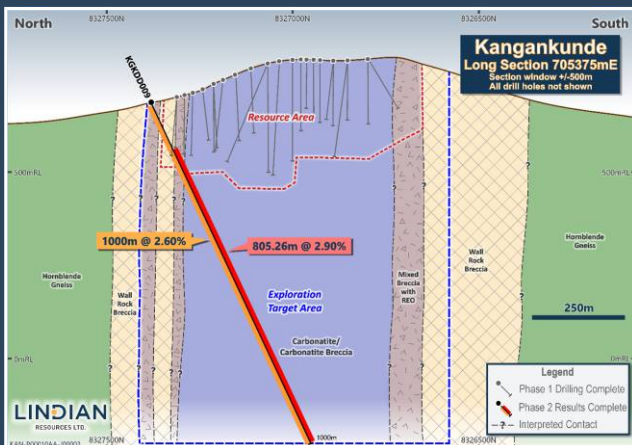 North
8327500N
8327000N
8326500N
South
Kangankunde
Long Section 705375mE
Section window +/-500m
All drill holes not shown
KGKDD009
Resource Area
500mRL
500mRL
1000m @ 2.60%
805.26m @ 2.90%
Hornblende
Gneiss
Wall
Rock
Breccia
Exploration
Target Area
Carbonatite/
Carbonatite Breccia
Mixed
Breccia
with
REO
Wall
Rock
Breccia
Hornblende
Gneiss
250m
0mRL
0mRL
Legend
Phase 1 Drilling Complete
Phase 2 Results Complete
-?- Interpreted Contact
LINDIAN
RESOURCES LTD.
1000m
8327500N
8327000N
8326500N